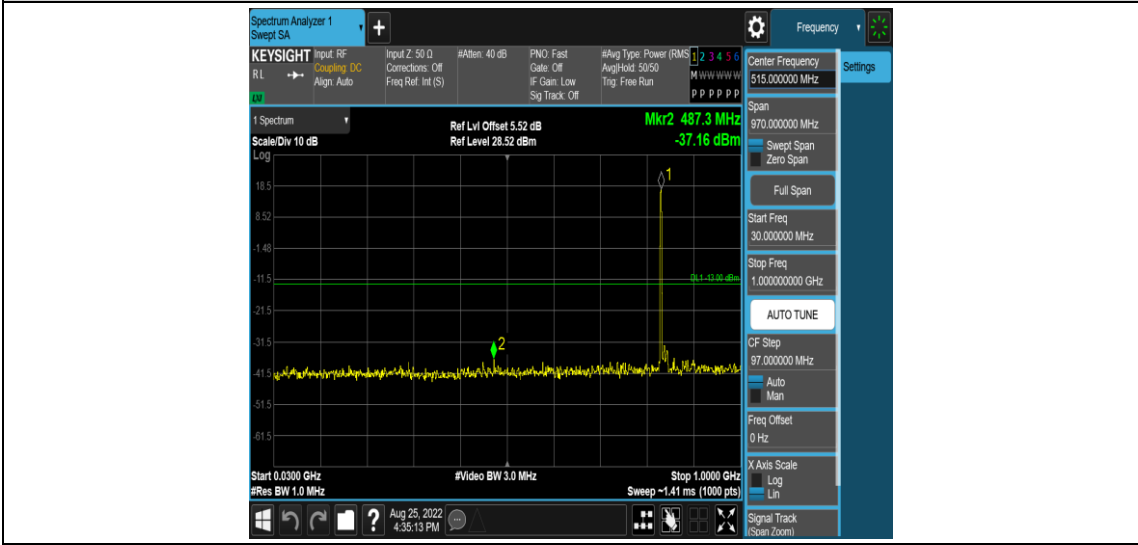 Spectrum Analyzer 1
Swept SA
+
Frequency
KEYSIGHT
RL
LXI
Input: RF
Coupling: DC
Align: Auto
Input Z: 50 Ω
Corrections: Off
Freq Ref: Int (S)
#Atten: 40 dB
PNO: Fast
Gate: Off
IF Gain: Low
Sig Track: Off
#Avg Type: Power (RMS
Avg|Hold: 50/50
Trig: Free Run
1 2 3 4 5 6
M W W W W W
P P P P P P
1 Spectrum
Scale/Div 10 dB
Log
Ref Lvl Offset 5.52 dB
Ref Level 28.52 dBm
Mkr2 487.3 MHz
-37.16 dBm
18.5
8.52
-1.48
-11.5
-21.5
-31.5
-41.5
-51.5
-61.5
1
DL1 -13.00 dBm
2
Start 0.0300 GHz
#Res BW 1.0 MHz
#Video BW 3.0 MHz
Stop 1.0000 GHz
Sweep ~1.41 ms (1000 pts)
Center Frequency
515.000000 MHz
Settings
Span
970.000000 MHz
Swept Span
Zero Span
Full Span
Start Freq
30.000000 MHz
Stop Freq
1.000000000 GHz
AUTO TUNE
CF Step
97.000000 MHz
Auto
Man
Freq Offset
0 Hz
X Axis Scale
Log
Lin
Signal Track
(Span Zoom)
?
Aug 25, 2022
4:35:13 PM